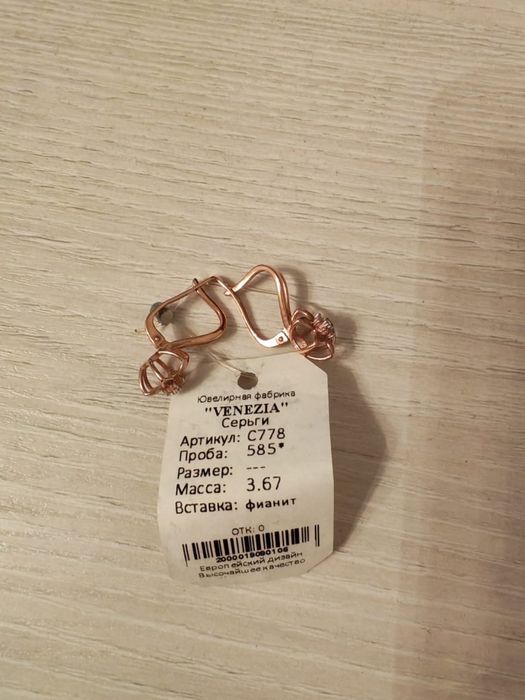 Ювелирная фабрика
"VENEZIA"
Серьги
Артикул: С778
Проба: 585*
Размер: ---
Масса: 3.67
Вставка: фианит
ОТК: 0
2000019080106
Европейский дизайн
Высочайшее качество